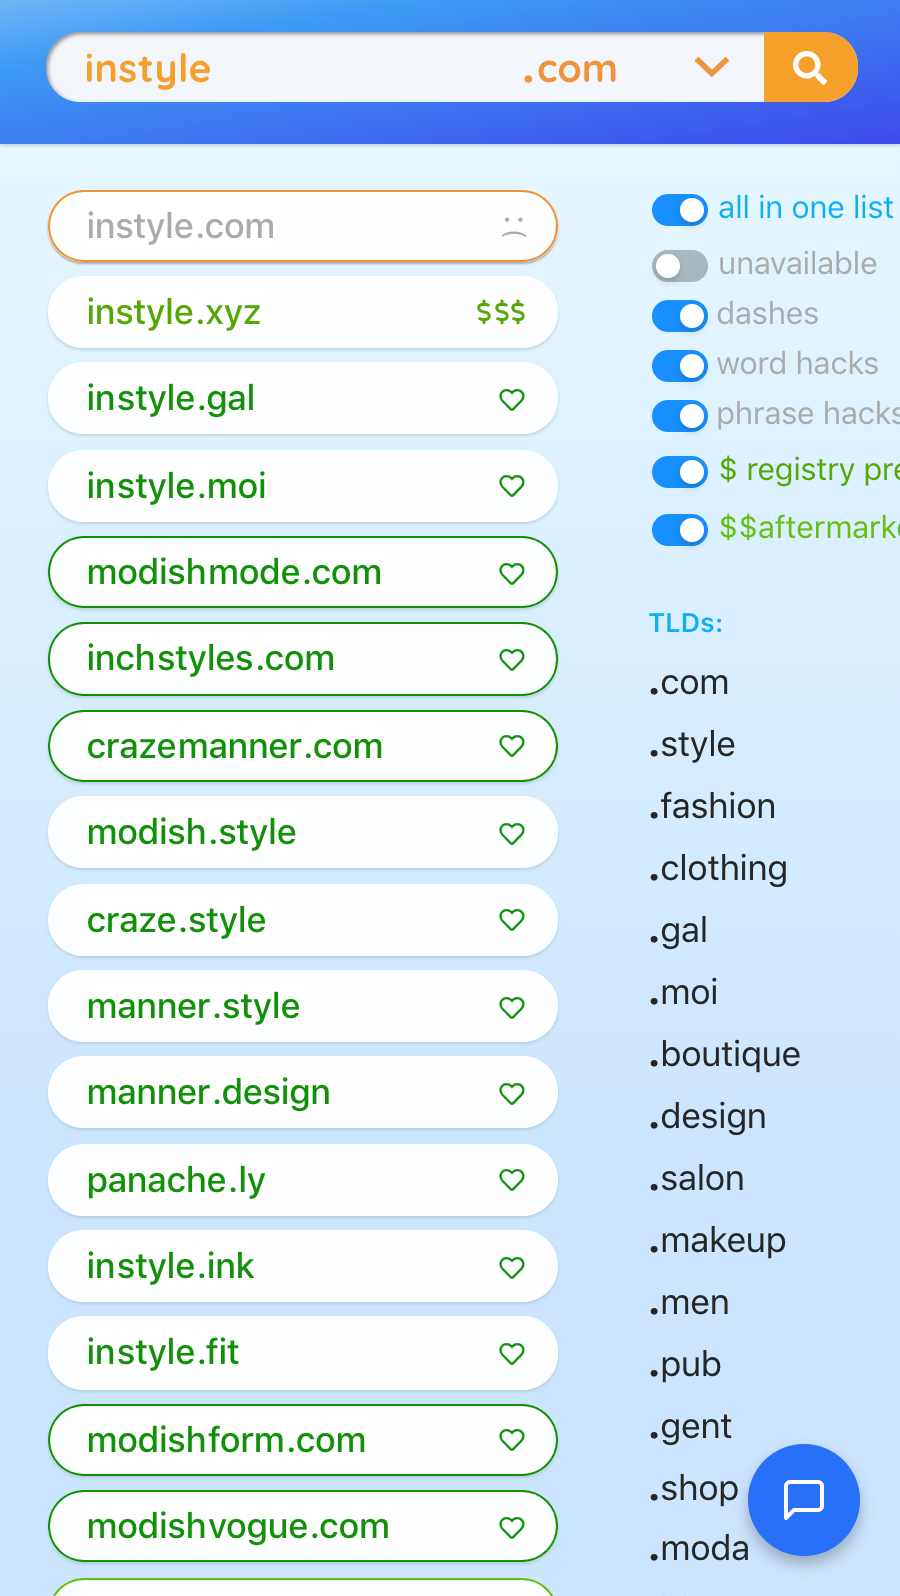 instyle .com
instyle.com
instyle.xyz $$$
instyle.gal
instyle.moi
modishmode.com
inchstyles.com
crazemanner.com
modish.style
craze.style
manner.style
manner.design
panache.ly
instyle.ink
instyle.fit
modishform.com
modishvogue.com
all in one list
unavailable
dashes
word hacks
phrase hacks
$ registry pre
$$aftermarke
TLDs:
.com
.style
.fashion
.clothing
.gal
.moi
.boutique
.design
.salon
.makeup
.men
.pub
.gent
.shop
.moda